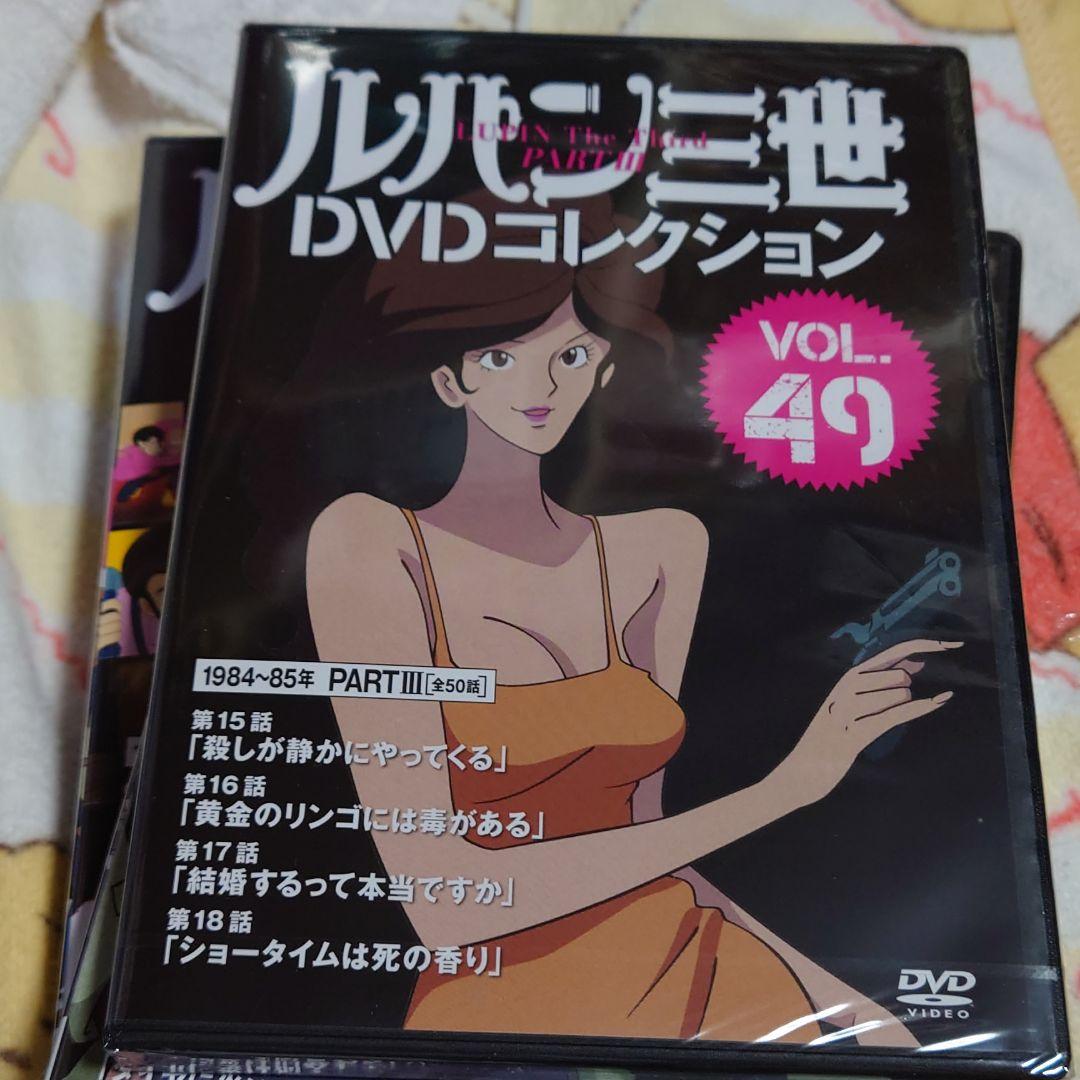 ルパン三世
LUPIN The Third
PARTⅢ
DVDコレクション
VOL.
49
1984~85年 PARTⅢ[全50話]
第15話
「殺しが静かにやってくる」
第16話
「黄金のリンゴには毒がある」
第17話
「結婚するって本当ですか」
第18話
「ショータイムは死の香り」
DVD
VIDEO